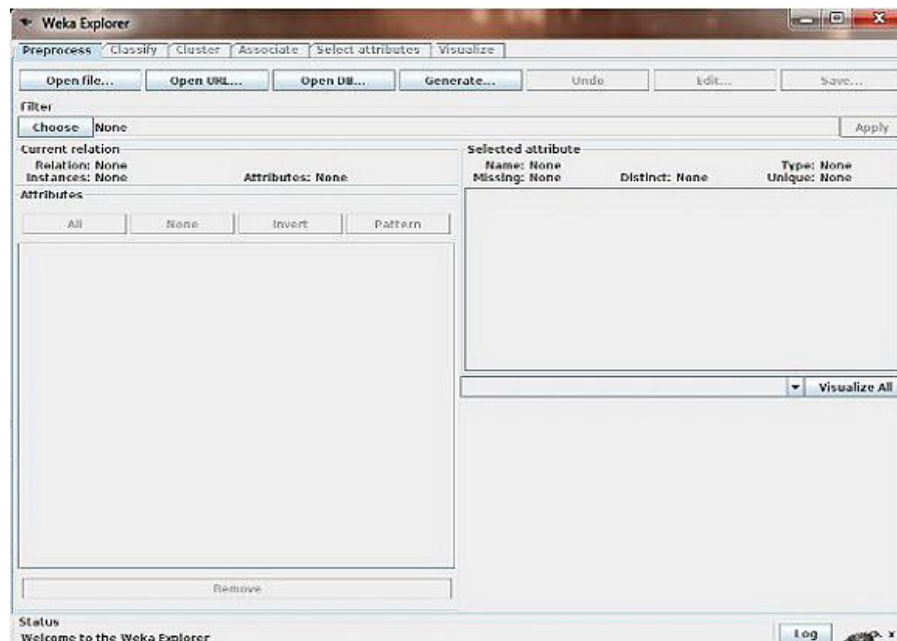 Weka Explorer
Preprocess Classify Cluster Associate Select attributes Visualize
Open file... Open URL... Open DB... Generate... Undo Edit... Save...
Filter
Choose None Apply
Current relation
Relation: None
Instances: None Attributes: None
Selected attribute
Name: None Type: None
Missing: None Distinct: None Unique: None
Attributes
All None Invert Pattern
Visualize All
Remove
Status
Welcome to the Weka Explorer
Log x